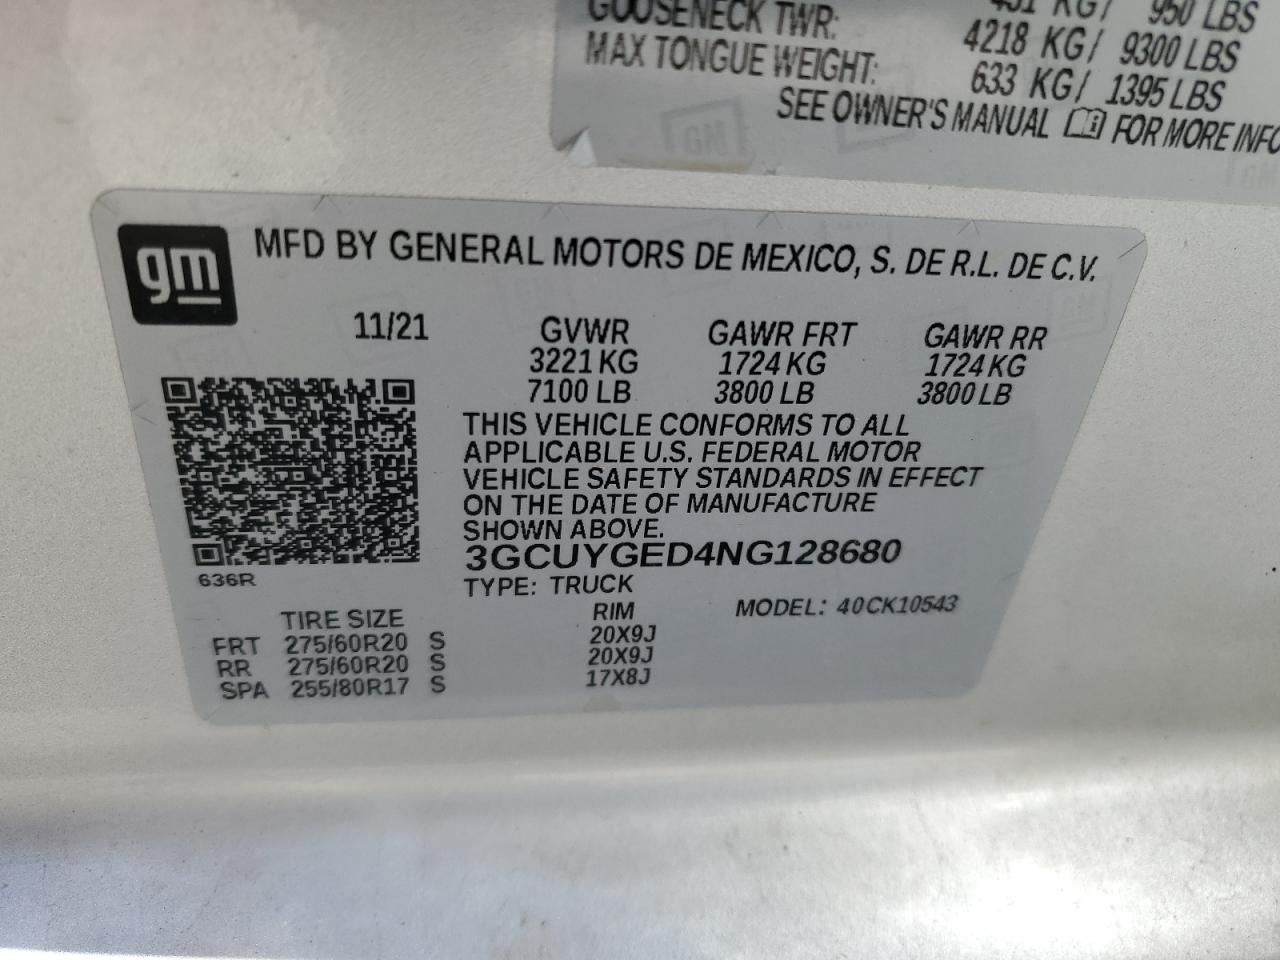 KG/ 950 LBS
GOOSENECK TWR: 4218 KG/ 9300 LBS
MAX TONGUE WEIGHT: 633 KG/ 1395 LBS
SEE OWNER'S MANUAL FOR MORE INFO
GM
gm
MFD BY GENERAL MOTORS DE MEXICO, S. DE R.L. DE C.V.
11/21 GVWR GAWR FRT GAWR RR
3221 KG 1724 KG 1724 KG
7100 LB 3800 LB 3800 LB
THIS VEHICLE CONFORMS TO ALL
APPLICABLE U.S. FEDERAL MOTOR
VEHICLE SAFETY STANDARDS IN EFFECT
ON THE DATE OF MANUFACTURE
SHOWN ABOVE.
3GCUYGED4NG128680
636R
TYPE: TRUCK
TIRE SIZE RIM MODEL: 40CK10543
FRT 275/60R20 S 20X9J
RR 275/60R20 S 20X9J
SPA 255/80R17 S 17X8J